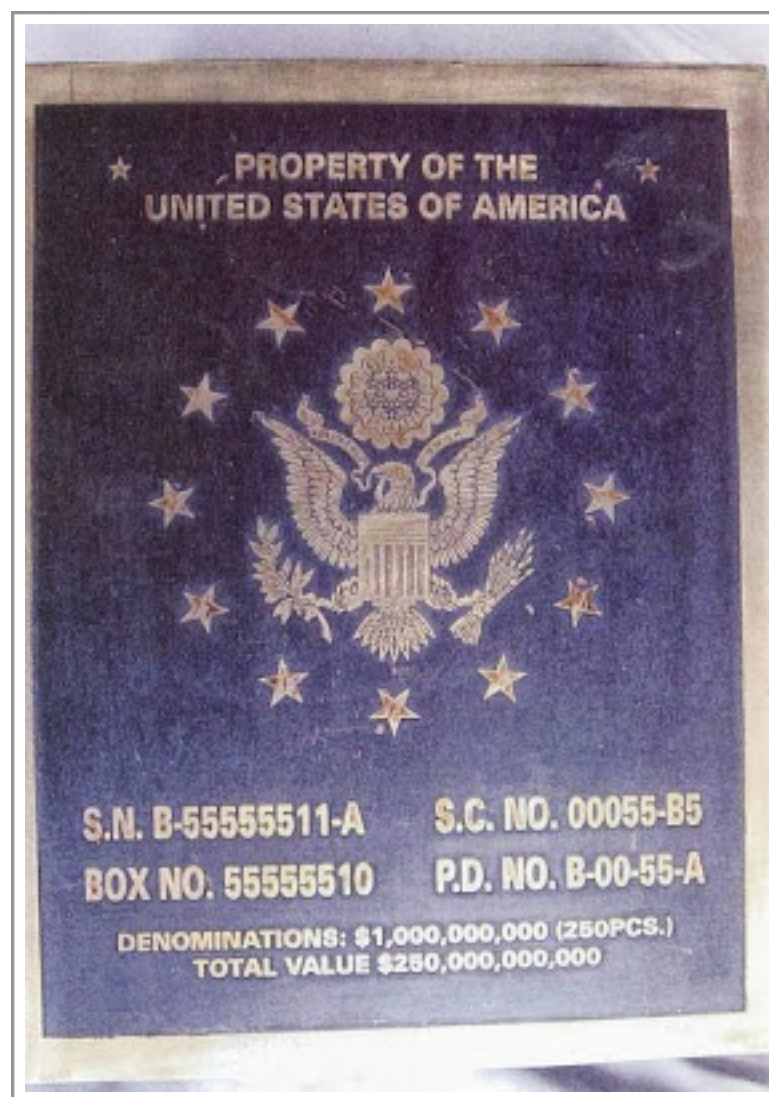 PROPERTY OF THE
UNITED STATES OF AMERICA
S.N. B-55555511-A
S.C. NO. 00055-B5
BOX NO. 55555510
P.D. NO. B-00-55-A
DENOMINATIONS: $1,000,000,000 (250PCS.)
TOTAL VALUE $250,000,000,000